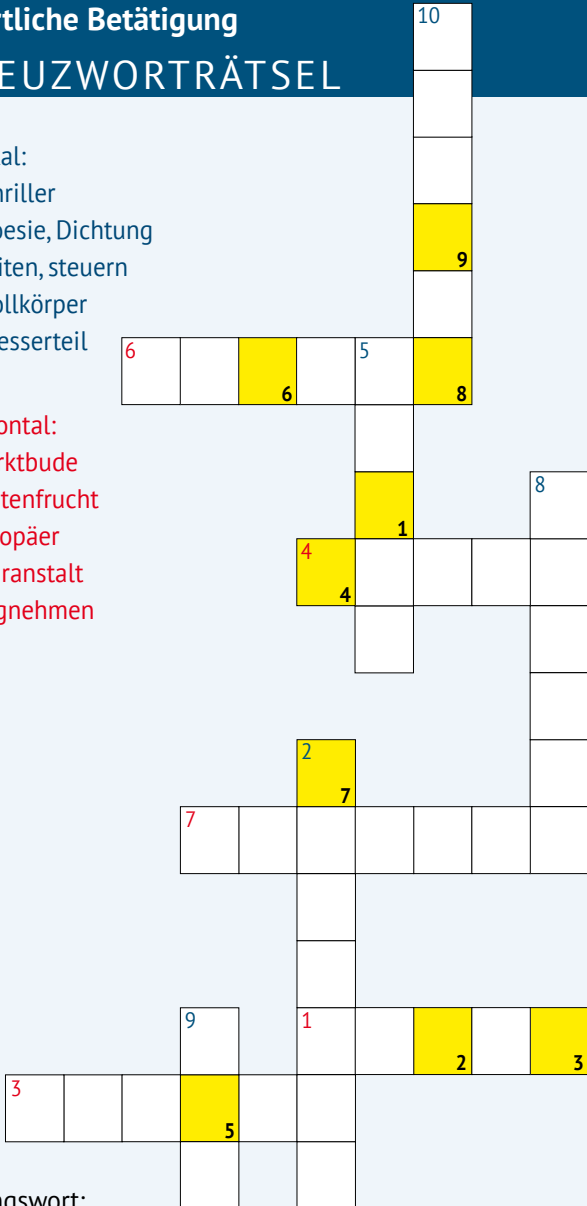 rtliche Betätigung
EUZWORTRÄTSEL
al:
hriller
oesie, Dichtung
iten, steuern
ollkörper
esserteil
ontal:
rktbude
tenfrucht
opäer
ranstalt
gnehmen
10
9
6
5
6
8
8
1
4
4
2
7
7
9
1
2
3
3
5
ngswort: